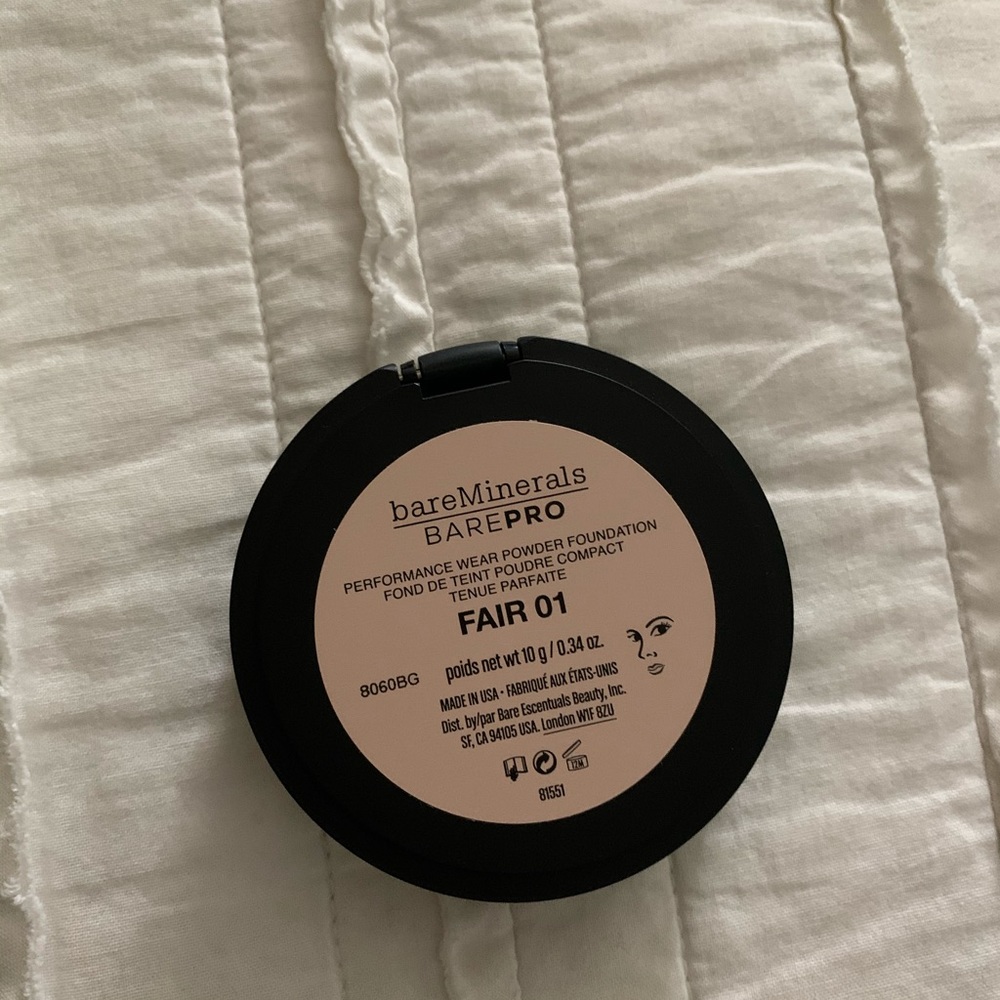 bareMinerals
BAREPRO
PERFORMANCE WEAR POWDER FOUNDATION
FOND DE TEINT POUDRE COMPACT
TENUE PARFAITE
FAIR 01
poids net wt 10 g / 0.34 oz.
8060BG
MADE IN USA • FABRIQUÉ AUX ÉTATS-UNIS
Dist. by/par Bare Escentuals Beauty, Inc.
SF, CA 94105 USA. London W1F 8ZU
12M
81551